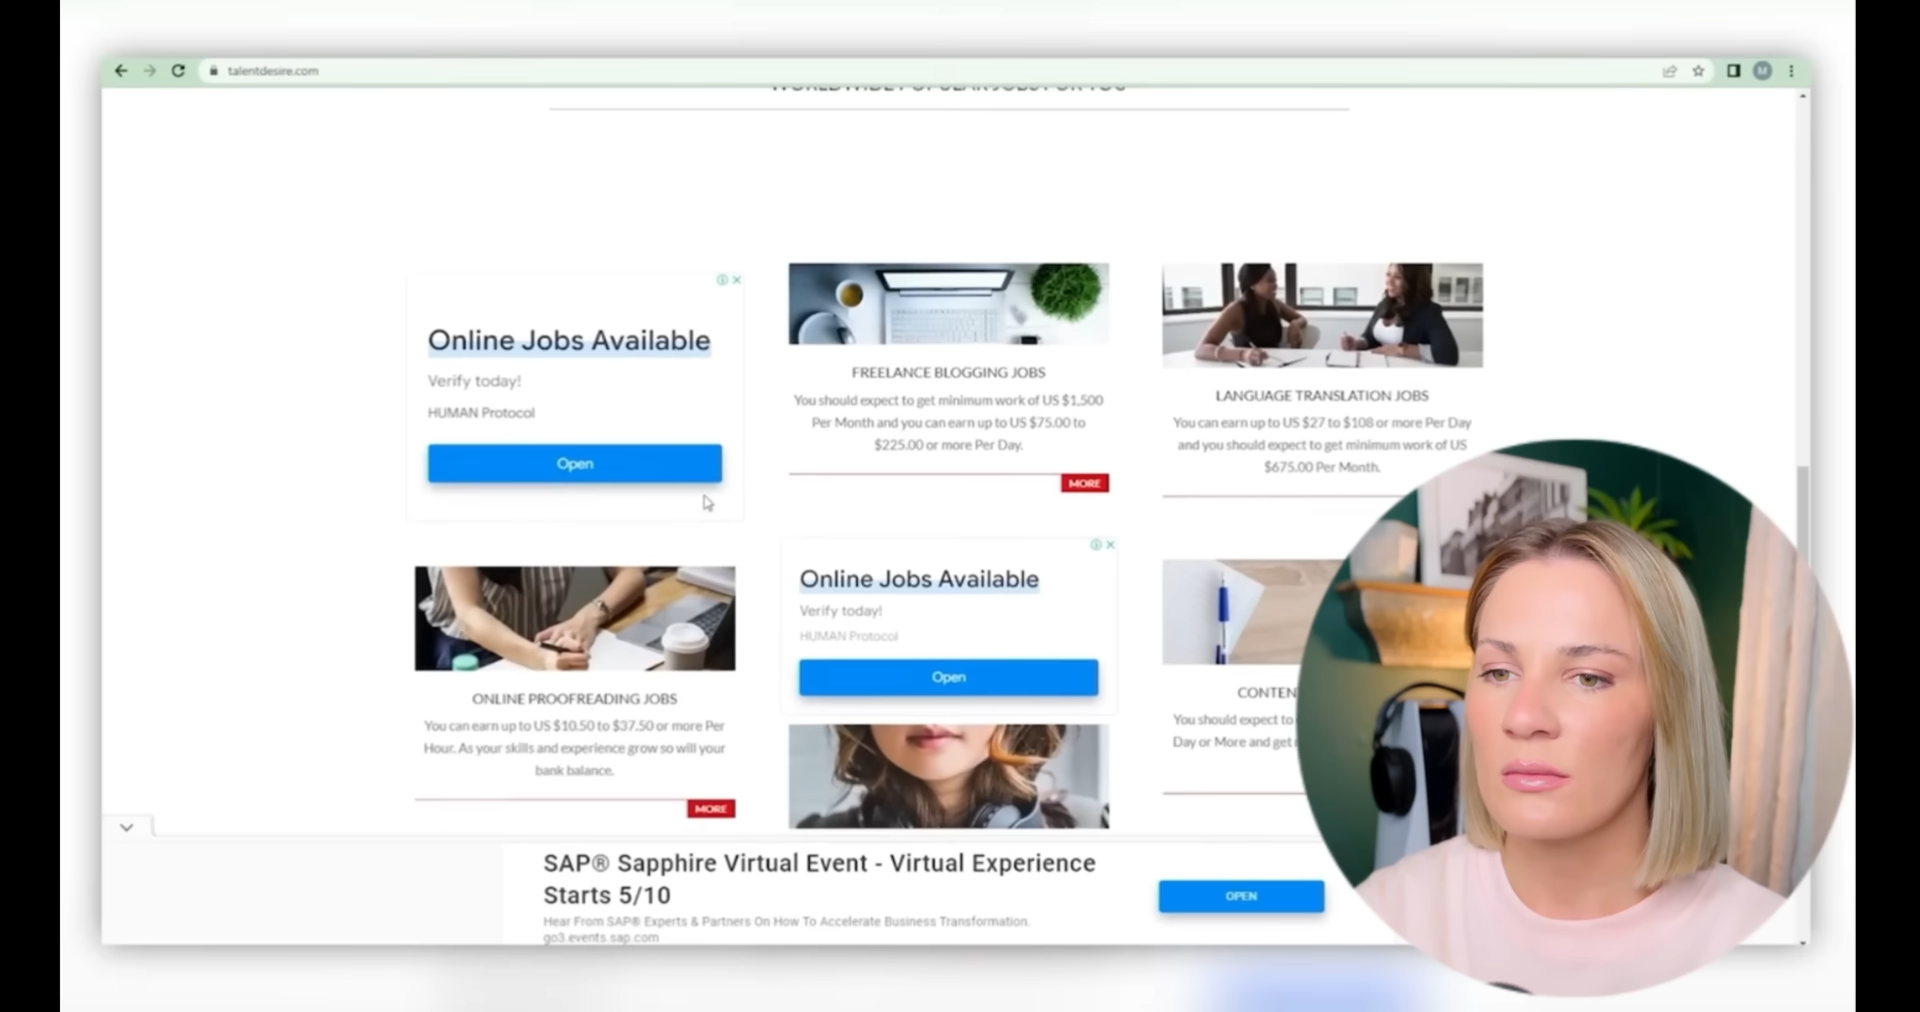 talentdesire.com
M
WORLDWIDE POPULAR JOBS FOR YOU
Online Jobs Available
Verify today!
HUMAN Protocol
Open
FREELANCE BLOGGING JOBS
You should expect to get minimum work of US $1,500
Per Month and you can earn up to US $75.00 to
$225.00 or more Per Day.
MORE
LANGUAGE TRANSLATION JOBS
You can earn up to US $27 to $108 or more Per Day
and you should expect to get minimum work of US
$675.00 Per Month.
ONLINE PROOFREADING JOBS
You can earn up to US $10.50 to $37.50 or more Per
Hour. As your skills and experience grow so will your
bank balance.
MORE
Online Jobs Available
Verify today!
HUMAN Protocol
Open
CONTEN
You should expect to
Day or More and get
SAP® Sapphire Virtual Event - Virtual Experience
Starts 5/10
Hear From SAP® Experts & Partners On How To Accelerate Business Transformation.
go3.events.sap.com
OPEN